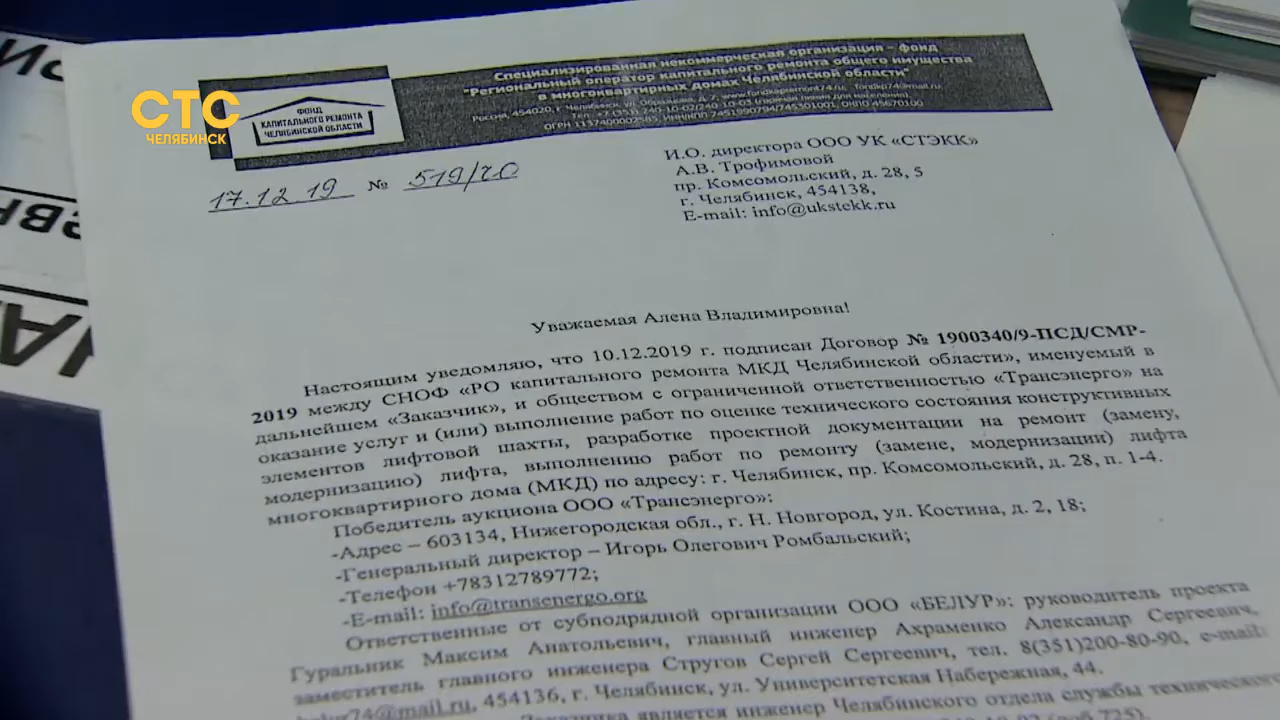 СТС
ЧЕЛЯБИНСК
Специализированная некоммерческая организация – фонд
"Региональный оператор капитального ремонта общего имущества
в многоквартирных домах Челябинской области"
ФОНД
КАПИТАЛЬНОГО РЕМОНТА
ЧЕЛЯБИНСКОЙ ОБЛАСТИ
17.12.19 № 519/20
И.О. директора ООО УК «СТЭКК»
А.В. Трофимовой
пр. Комсомольский, д. 28, 5
г. Челябинск, 454138,
E-mail: info@ukstekk.ru
Уважаемая Алена Владимировна!
Настоящим уведомляю, что 10.12.2019 г. подписан Договор № 1900340/9-ПСД/СМР-
2019 между СНОФ «РО капитального ремонта МКД Челябинской области», именуемый в
дальнейшем «Заказчик», и обществом с ограниченной ответственностью «Трансэнерго» на
оказание услуг и (или) выполнение работ по оценке технического состояния конструктивных
элементов лифтовой шахты, разработке проектной документации на ремонт (замену,
модернизацию) лифта, выполнению работ по ремонту (замене, модернизации) лифта
многоквартирного дома (МКД) по адресу: г. Челябинск, пр. Комсомольский, д. 28, п. 1-4.
Победитель аукциона ООО «Трансэнерго»:
-Адрес – 603134, Нижегородская обл., г. Н. Новгород, ул. Костина, д. 2, 18;
-Генеральный директор – Игорь Олегович Ромбальский;
-Телефон +78312789772;
-E-mail: info@transenergo.org
Ответственные от субподрядной организации ООО «БЕЛУР»: руководитель проекта
Гуральник Максим Анатольевич, главный инженер Ахраменко Александр Сергеевич,
заместитель главного инженера Стругов Сергей Сергеевич, тел. 8(351)200-80-90, e-mail:
454136, г. Челябинск, ул. Университетская Набережная, 44.
Заказчика является инженер Челябинского отдела службы технического